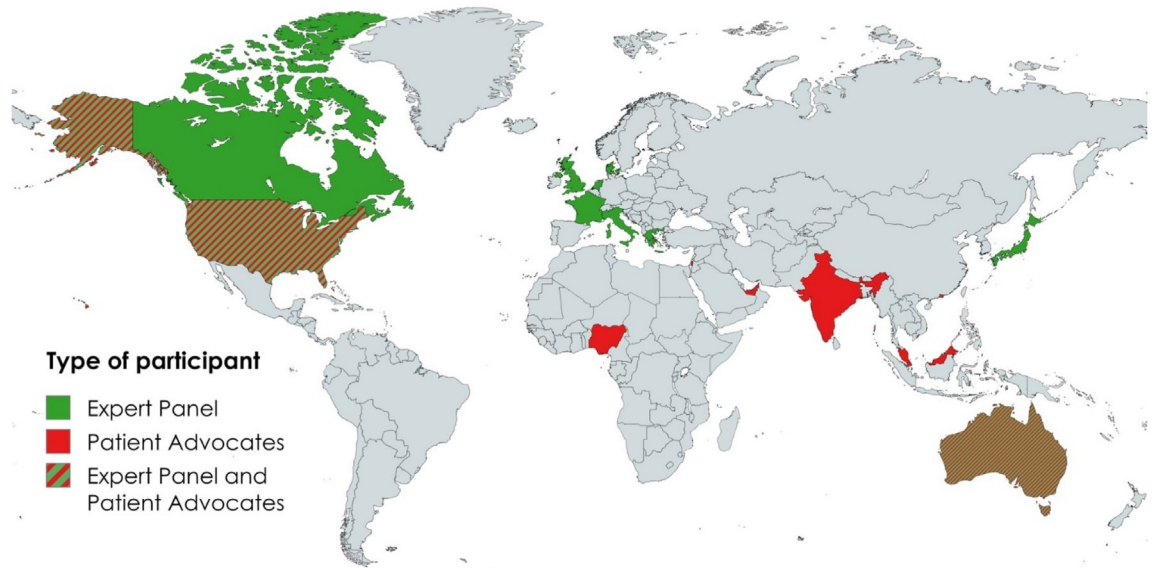 Type of participant
Expert Panel
Patient Advocates
Expert Panel and
Patient Advocates